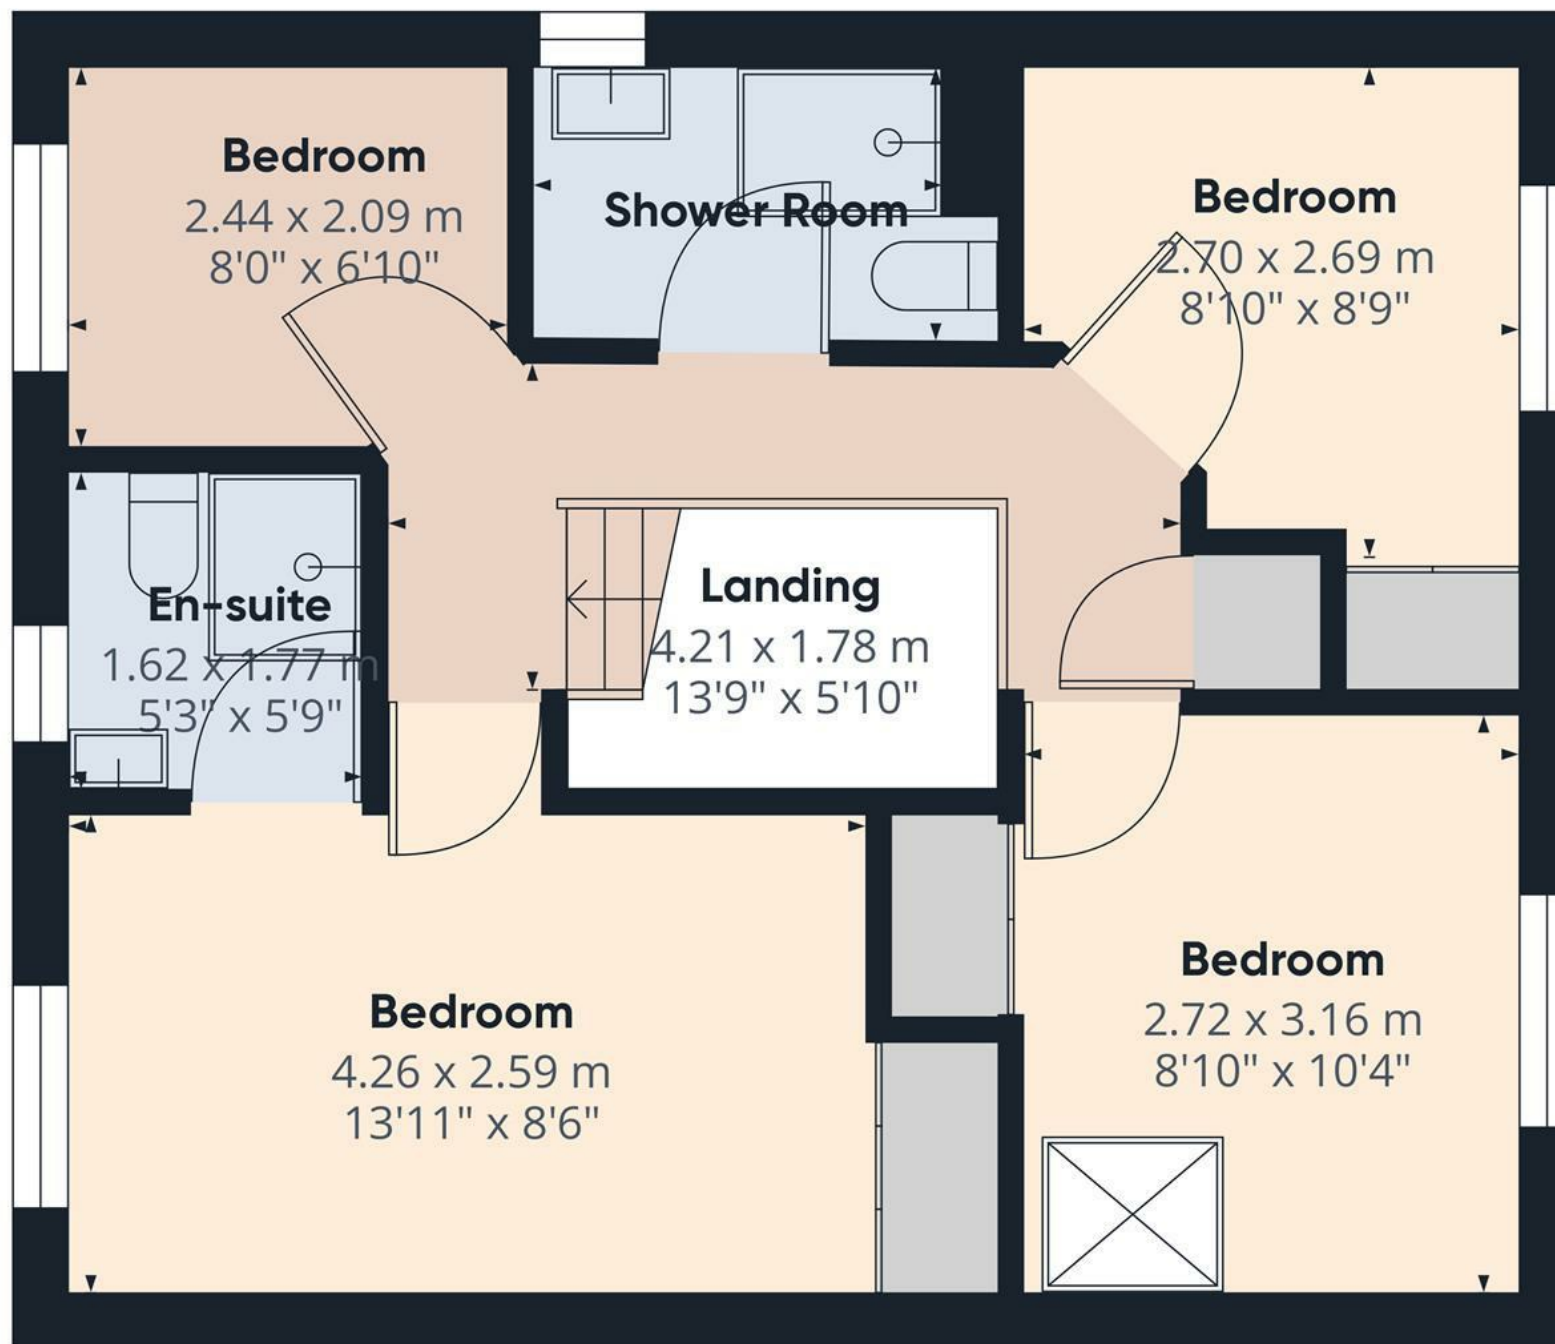 Bedroom
2.44 x 2.09 m
8'0" x 6'10"
Shower Room
Bedroom
2.70 x 2.69 m
8'10" x 8'9"
En-suite
1.62 x 1.77 m
5'3" x 5'9"
Landing
4.21 x 1.78 m
13'9" x 5'10"
Bedroom
4.26 x 2.59 m
13'11" x 8'6"
Bedroom
2.72 x 3.16 m
8'10" x 10'4"